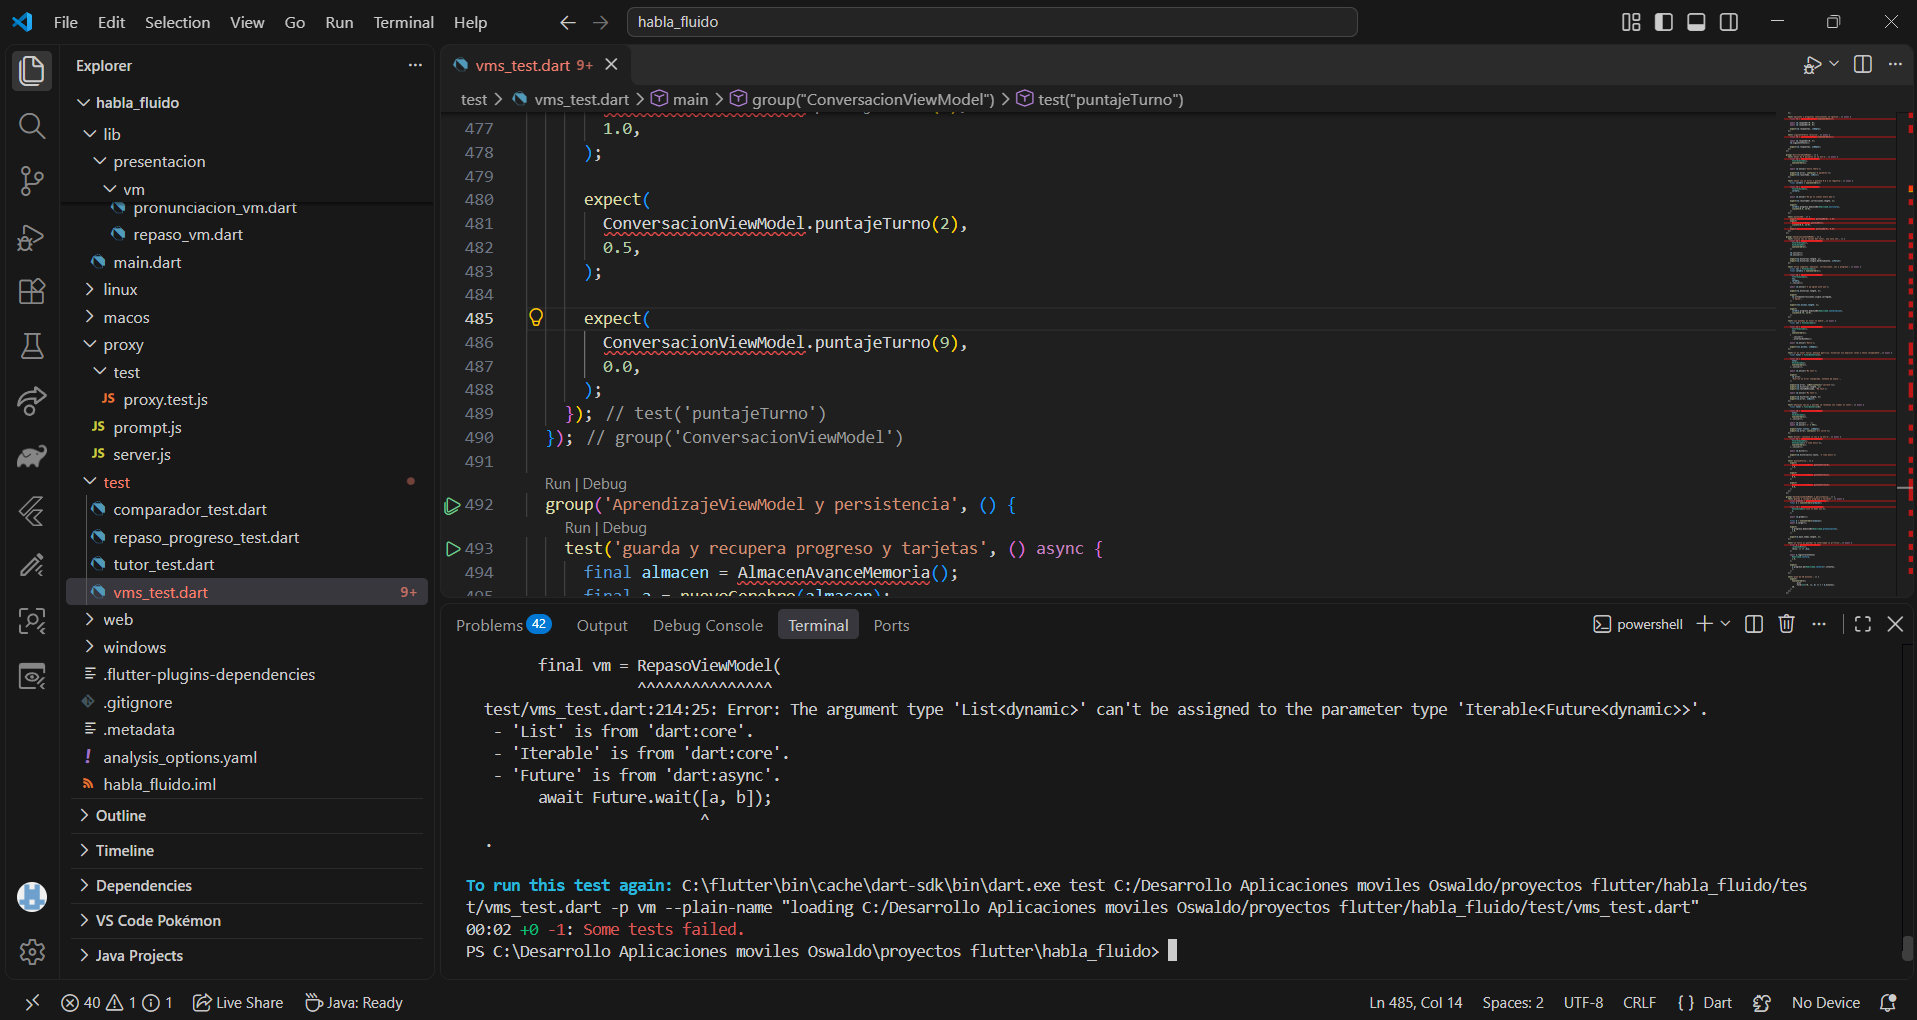 File Edit Selection View Go Run Terminal Help
habla_fluido
Explorer
habla_fluido
lib
presentacion
vm
pronunciacion_vm.dart
repaso_vm.dart
main.dart
linux
macos
proxy
test
JS proxy.test.js
JS prompt.js
JS server.js
test
comparador_test.dart
repaso_progreso_test.dart
tutor_test.dart
vms_test.dart 9+
web
windows
.flutter-plugins-dependencies
.gitignore
.metadata
! analysis_options.yaml
habla_fluido.iml
Outline
Timeline
Dependencies
VS Code Pokémon
Java Projects
vms_test.dart 9+
test > vms_test.dart > main > group("ConversacionViewModel") > test("puntajeTurno")
477 1.0,
478 );
479
480 expect(
481 ConversacionViewModel.puntajeTurno(2),
482 0.5,
483 );
484
485 expect(
486 ConversacionViewModel.puntajeTurno(9),
487 0.0,
488 );
489 }); // test('puntajeTurno')
490 }); // group('ConversacionViewModel')
491
Run | Debug
492 group('AprendizajeViewModel y persistencia', () {
Run | Debug
493 test('guarda y recupera progreso y tarjetas', () async {
494 final almacen = AlmacenAvanceMemoria();
495 final a = nuevoCerebro(almacen);
Problems 42 Output Debug Console Terminal Ports
powershell
final vm = RepasoViewModel(
^^^^^^^^^^^^^^^
test/vms_test.dart:214:25: Error: The argument type 'List<dynamic>' can't be assigned to the parameter type 'Iterable<Future<dynamic>>'.
- 'List' is from 'dart:core'.
- 'Iterable' is from 'dart:core'.
- 'Future' is from 'dart:async'.
await Future.wait([a, b]);
^
.
To run this test again: C:\flutter\bin\cache\dart-sdk\bin\dart.exe test C:/Desarrollo Aplicaciones moviles Oswaldo/proyectos flutter/habla_fluido/tes
t/vms_test.dart -p vm --plain-name "loading C:/Desarrollo Aplicaciones moviles Oswaldo/proyectos flutter/habla_fluido/test/vms_test.dart"
00:02 +0 -1: Some tests failed.
PS C:\Desarrollo Aplicaciones moviles Oswaldo\proyectos flutter\habla_fluido>
40 1 1 Live Share Java: Ready
Ln 485, Col 14 Spaces: 2 UTF-8 CRLF { } Dart No Device